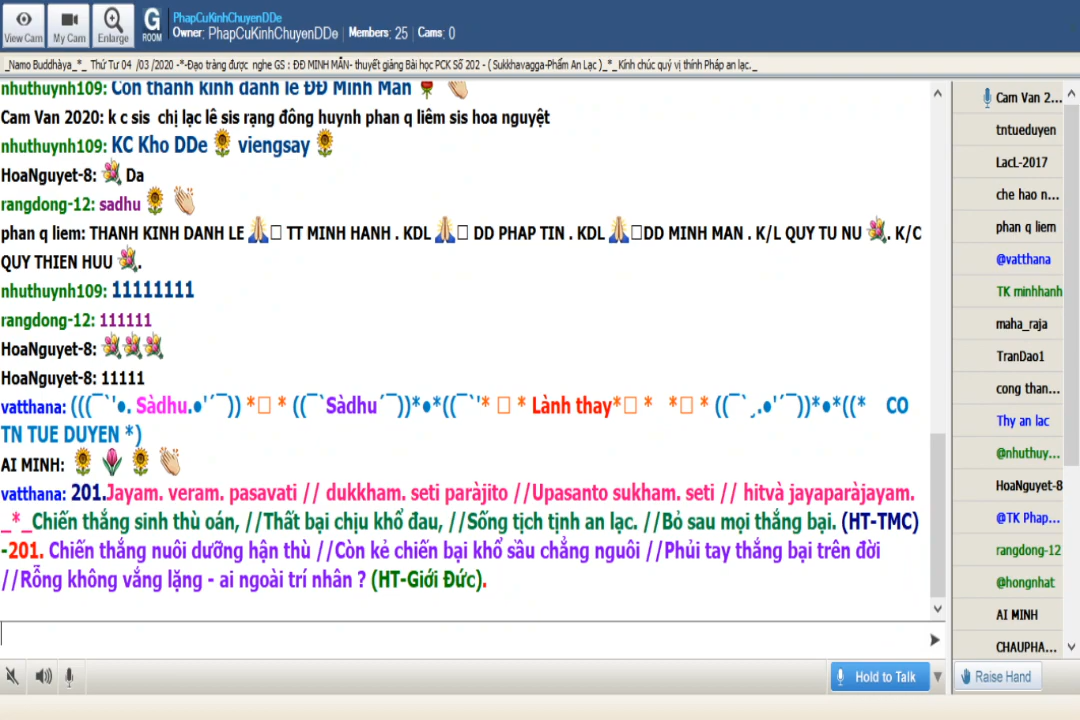 View Cam
My Cam
Enlarge
G ROOM
PhapCuKinhChuyenDDe
Owner: PhapCuKinhChuyenDDe Members: 25 Cams: 0
_Namo Buddhàya_*_ Thứ Tư 04 /03 /2020 -*-Đạo tràng được nghe GS : ĐĐ MINH MẪN- thuyết giảng Bài học PCK Số 202 - ( Sukkhavagga-Phẩm An Lạc )_*_Kính chúc quý vị thính Pháp an lạc._
nhuthuynh109: Con thanh kinh danh le ĐĐ Minh Man
Cam Van 2020: k c sis chị lạc lê sis rạng đông huynh phan q liêm sis hoa nguyệt
nhuthuynh109: KC Kho DDe 🌻 viengsay 🌻
HoaNguyet-8: 💐 Da
rangdong-12: sadhu 🌻 👏
phan q liem: THANH KINH DANH LE 🙏 TT MINH HANH . KDL 🙏 DD PHAP TIN . KDL 🙏 DD MINH MAN . K/L QUY TU NU 💐. K/C
QUY THIEN HUU 💐.
nhuthuynh109: 11111111
rangdong-12: 111111
HoaNguyet-8: 💐💐💐
HoaNguyet-8: 11111
vatthana: (((¯`'●. Sàdhu.●'´¯)) *□ * ((¯`Sàdhu´¯))*●*((¯`'* □ * Lành thay*□ * *□ * ((¯`¸.●'´¯))*●*((* CO
TN TUE DUYEN *)
AI MINH: 🌻 🌷 🌻 👏
vatthana: 201.Jayam. veram. pasavati // dukkham. seti paràjito //Upasanto sukham. seti // hitvà jayaparàjayam.
_*_Chiến thắng sinh thù oán, //Thất bại chịu khổ đau, //Sống tịch tịnh an lạc. //Bỏ sau mọi thắng bại. (HT-TMC)
-201. Chiến thắng nuôi dưỡng hận thù //Còn kẻ chiến bại khổ sầu chẳng nguôi //Phủi tay thắng bại trên đời
//Rỗng không vắng lặng - ai ngoài trí nhân ? (HT-Giới Đức).
Hold to Talk
Cam Van 2...
tntueduyen
LacL-2017
che hao n...
phan q liem
@vatthana
TK minhhanh
maha_raja
TranDao1
cong than...
Thy an lac
@nhuthuy...
HoaNguyet-8
@TK Phap...
rangdong-12
@hongnhat
AI MINH
CHAUPHA...
Raise Hand